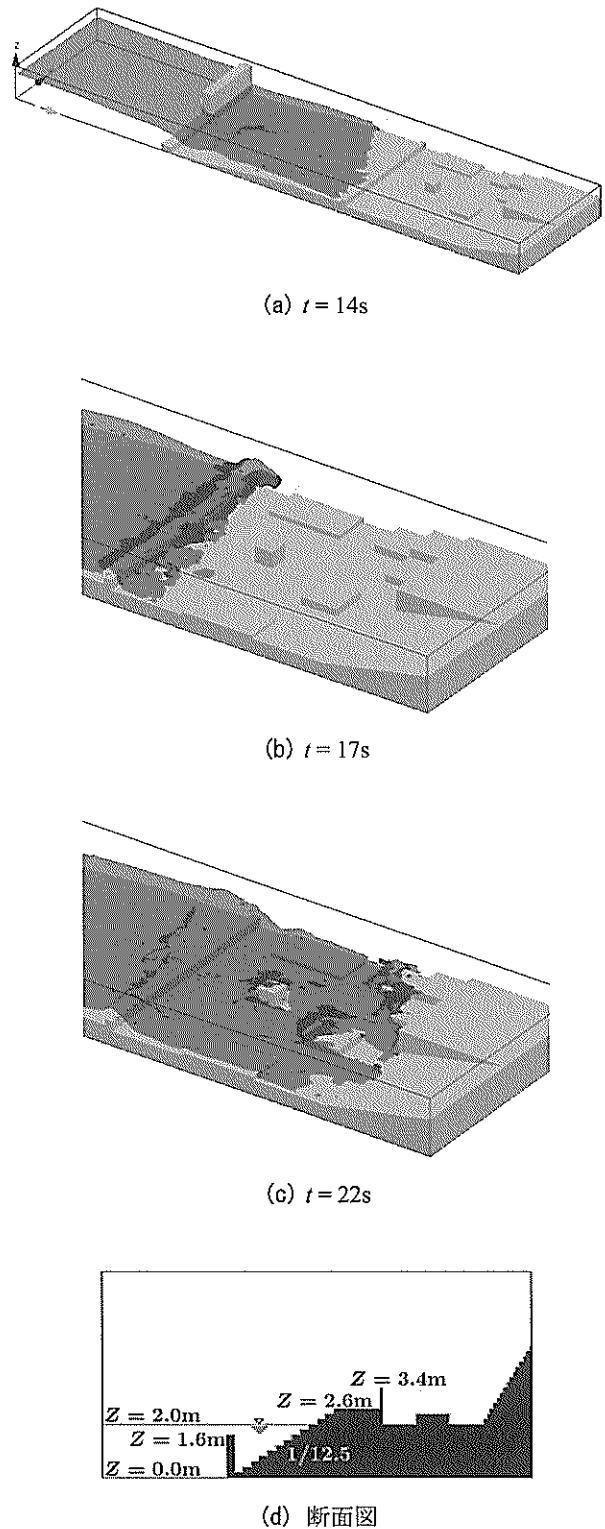 z
(a) t = 14s
(b) t = 17s
(c) t = 22s
Z = 3.4m
Z = 2.6m
Z = 2.0m
Z = 1.6m
1/12.5
Z = 0.0m
(d) 断面図